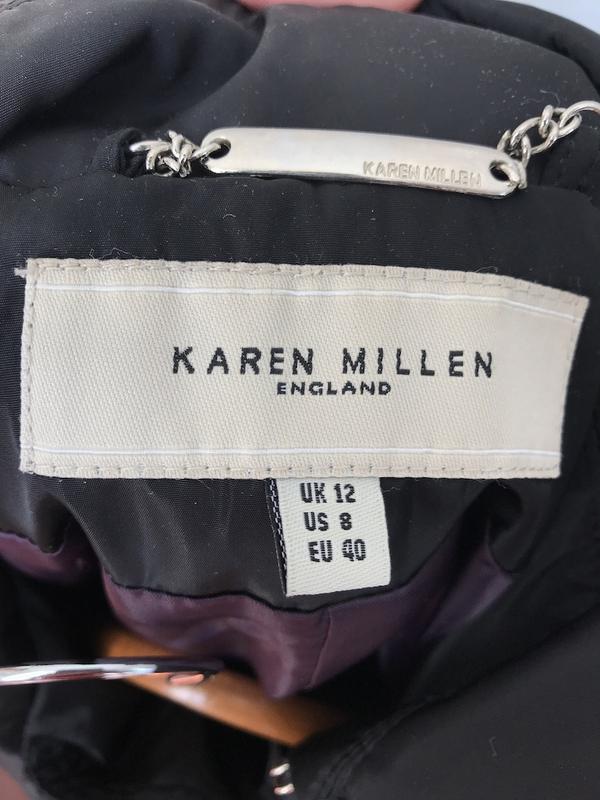 KAREN MILLEN
KAREN MILLEN
ENGLAND
UK 12
US 8
EU 40